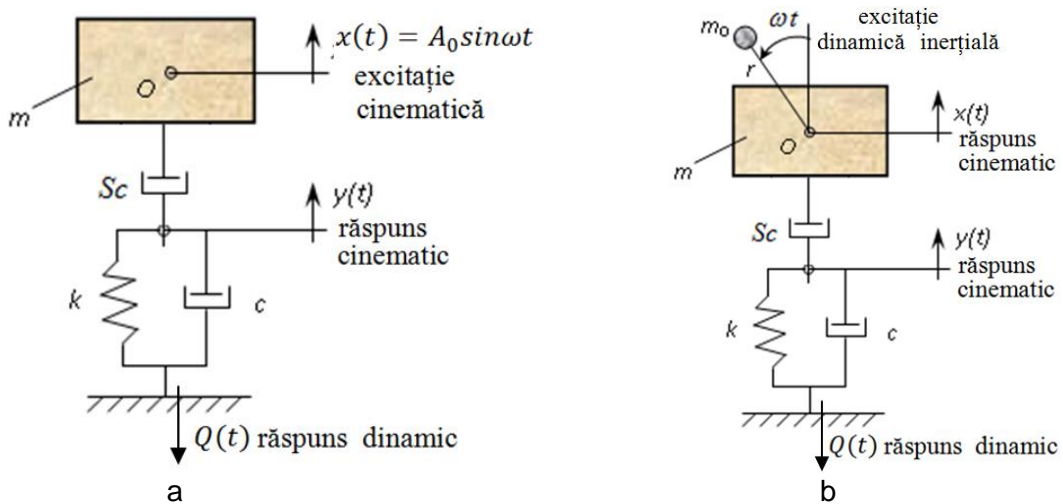 x(t) = A₀sinωt
excitație
cinematică
O
m
Sc
y(t)
răspuns
cinematic
k
c
Q(t) răspuns dinamic
a
m₀
ωt
excitație
dinamică inerțială
r
x(t)
răspuns
cinematic
O
m
Sc
y(t)
răspuns
cinematic
k
c
Q(t) răspuns dinamic
b